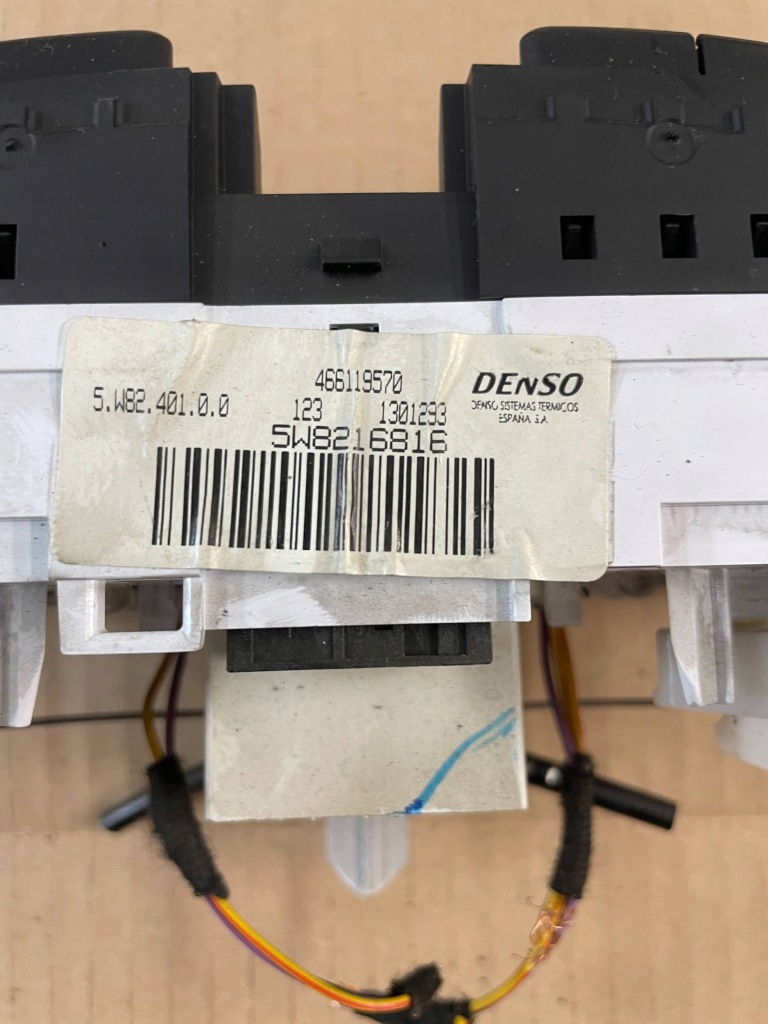 466119570
5.W82.401.0.0
123 1301293
5W8216816
DENSO
DENSO SISTEMAS TERMICOS
ESPAÑA S.A.